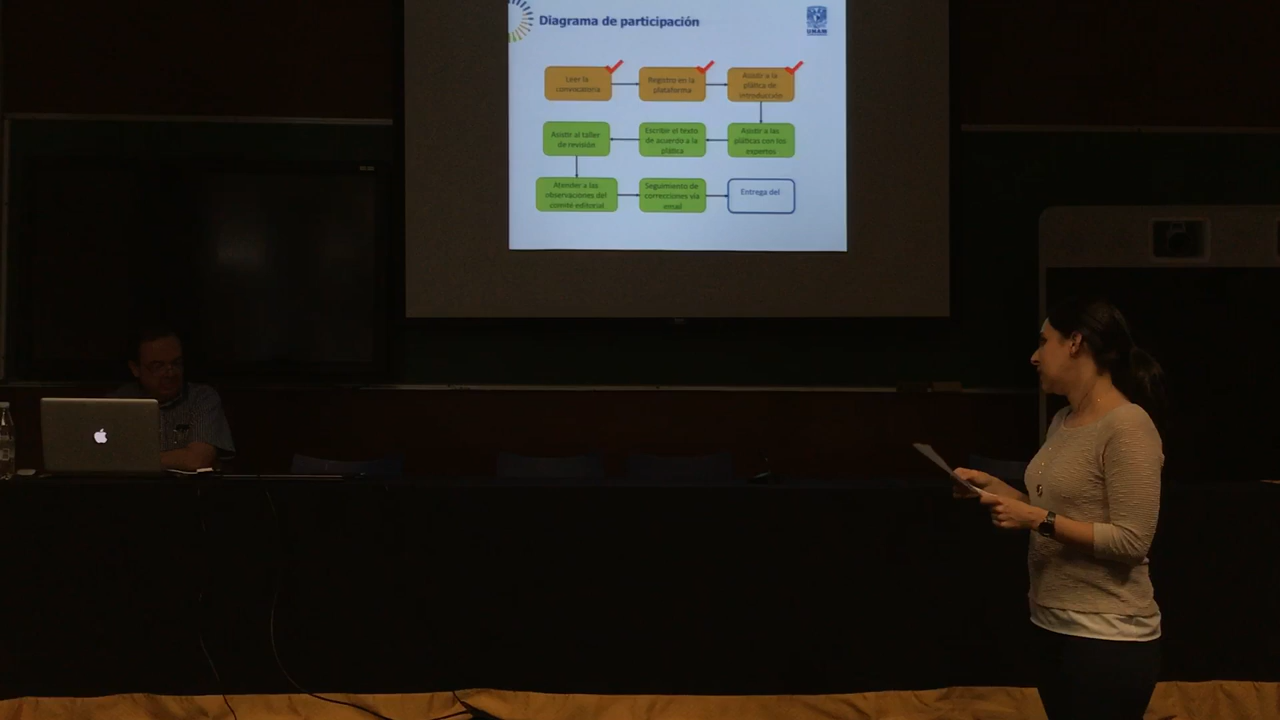 Diagrama de participación
UNAM
Leer la
convocatoria
Registro en la
plataforma
Asistir a la
plática de
introducción
Asistir a las
pláticas con los
expertos
Escribir el texto
de acuerdo a la
plática
Asistir al taller
de revisión
Atender a las
observaciones del
comité editorial
Seguimiento de
correcciones vía
email
Entrega del